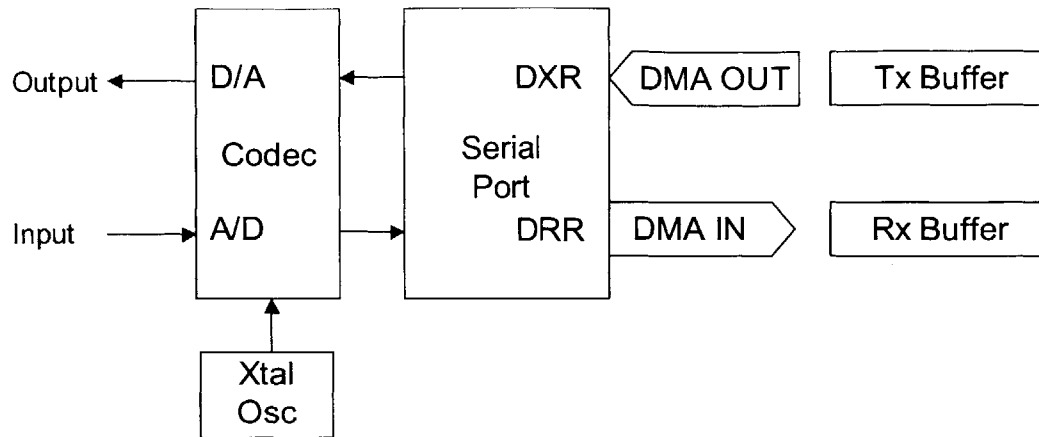 Output
D/A
DXR
DMA OUT
Tx Buffer
Codec
Serial
Port
Input
A/D
DRR
DMA IN
Rx Buffer
Xtal
Osc